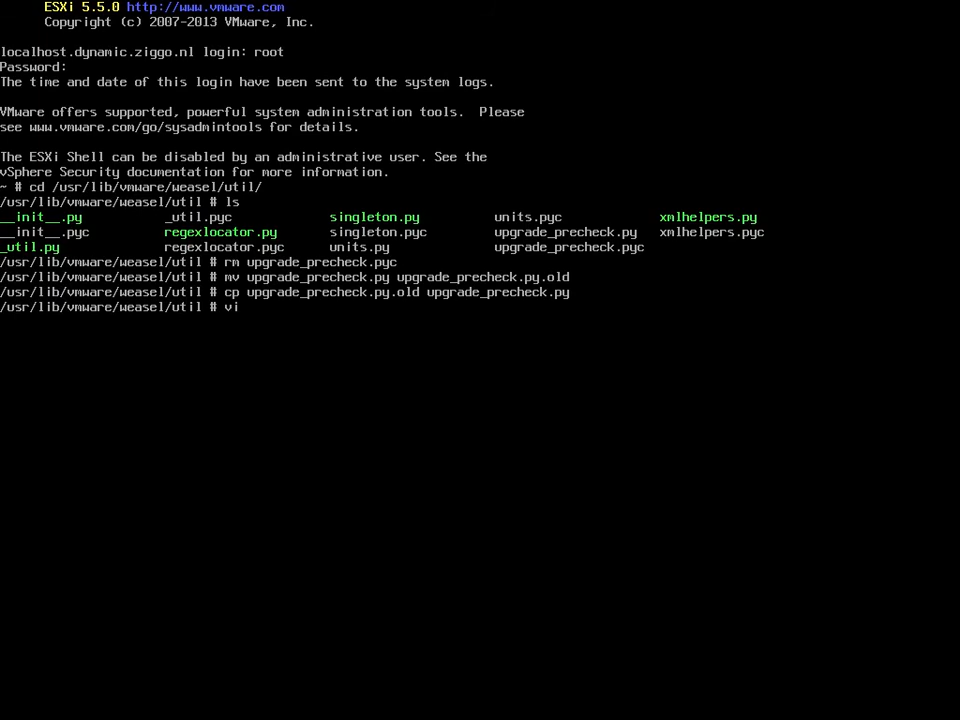 ESXi 5.5.0 http://www.vmware.com
Copyright (c) 2007-2013 VMware, Inc.
localhost.dynamic.ziggo.nl login: root
Password:
The time and date of this login have been sent to the system logs.
VMware offers supported, powerful system administration tools.  Please
see www.vmware.com/go/sysadmintools for details.
The ESXi Shell can be disabled by an administrative user. See the
vSphere Security documentation for more information.
~ # cd /usr/lib/vmware/weasel/util/
/usr/lib/vmware/weasel/util # ls
__init__.py _util.pyc singleton.py units.pyc xmlhelpers.py
__init__.pyc regexlocator.py singleton.pyc upgrade_precheck.py xmlhelpers.pyc
_util.py regexlocator.pyc units.py upgrade_precheck.pyc
/usr/lib/vmware/weasel/util # rm upgrade_precheck.pyc
/usr/lib/vmware/weasel/util # mv upgrade_precheck.py upgrade_precheck.py.old
/usr/lib/vmware/weasel/util # cp upgrade_precheck.py.old upgrade_precheck.py
/usr/lib/vmware/weasel/util # vi